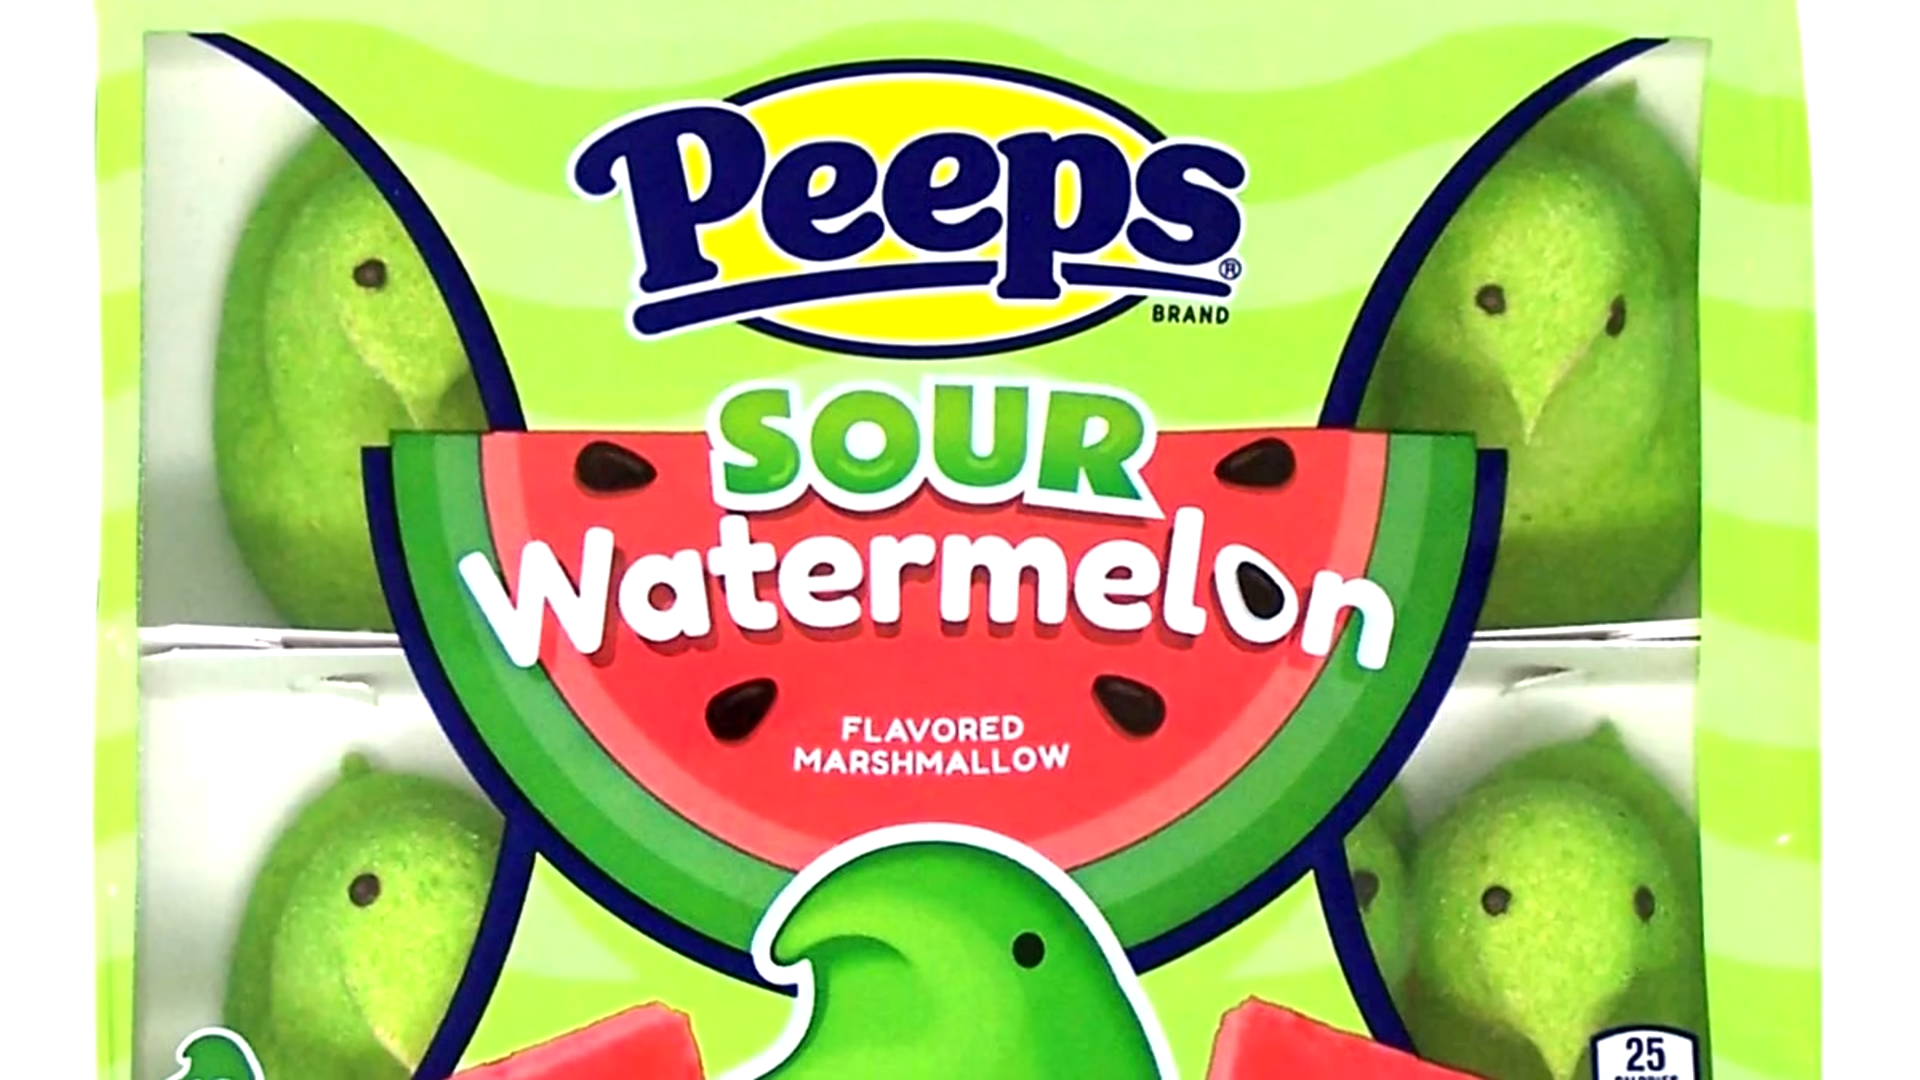 Peeps®
BRAND
SOUR
Watermelon
FLAVORED
MARSHMALLOW
25